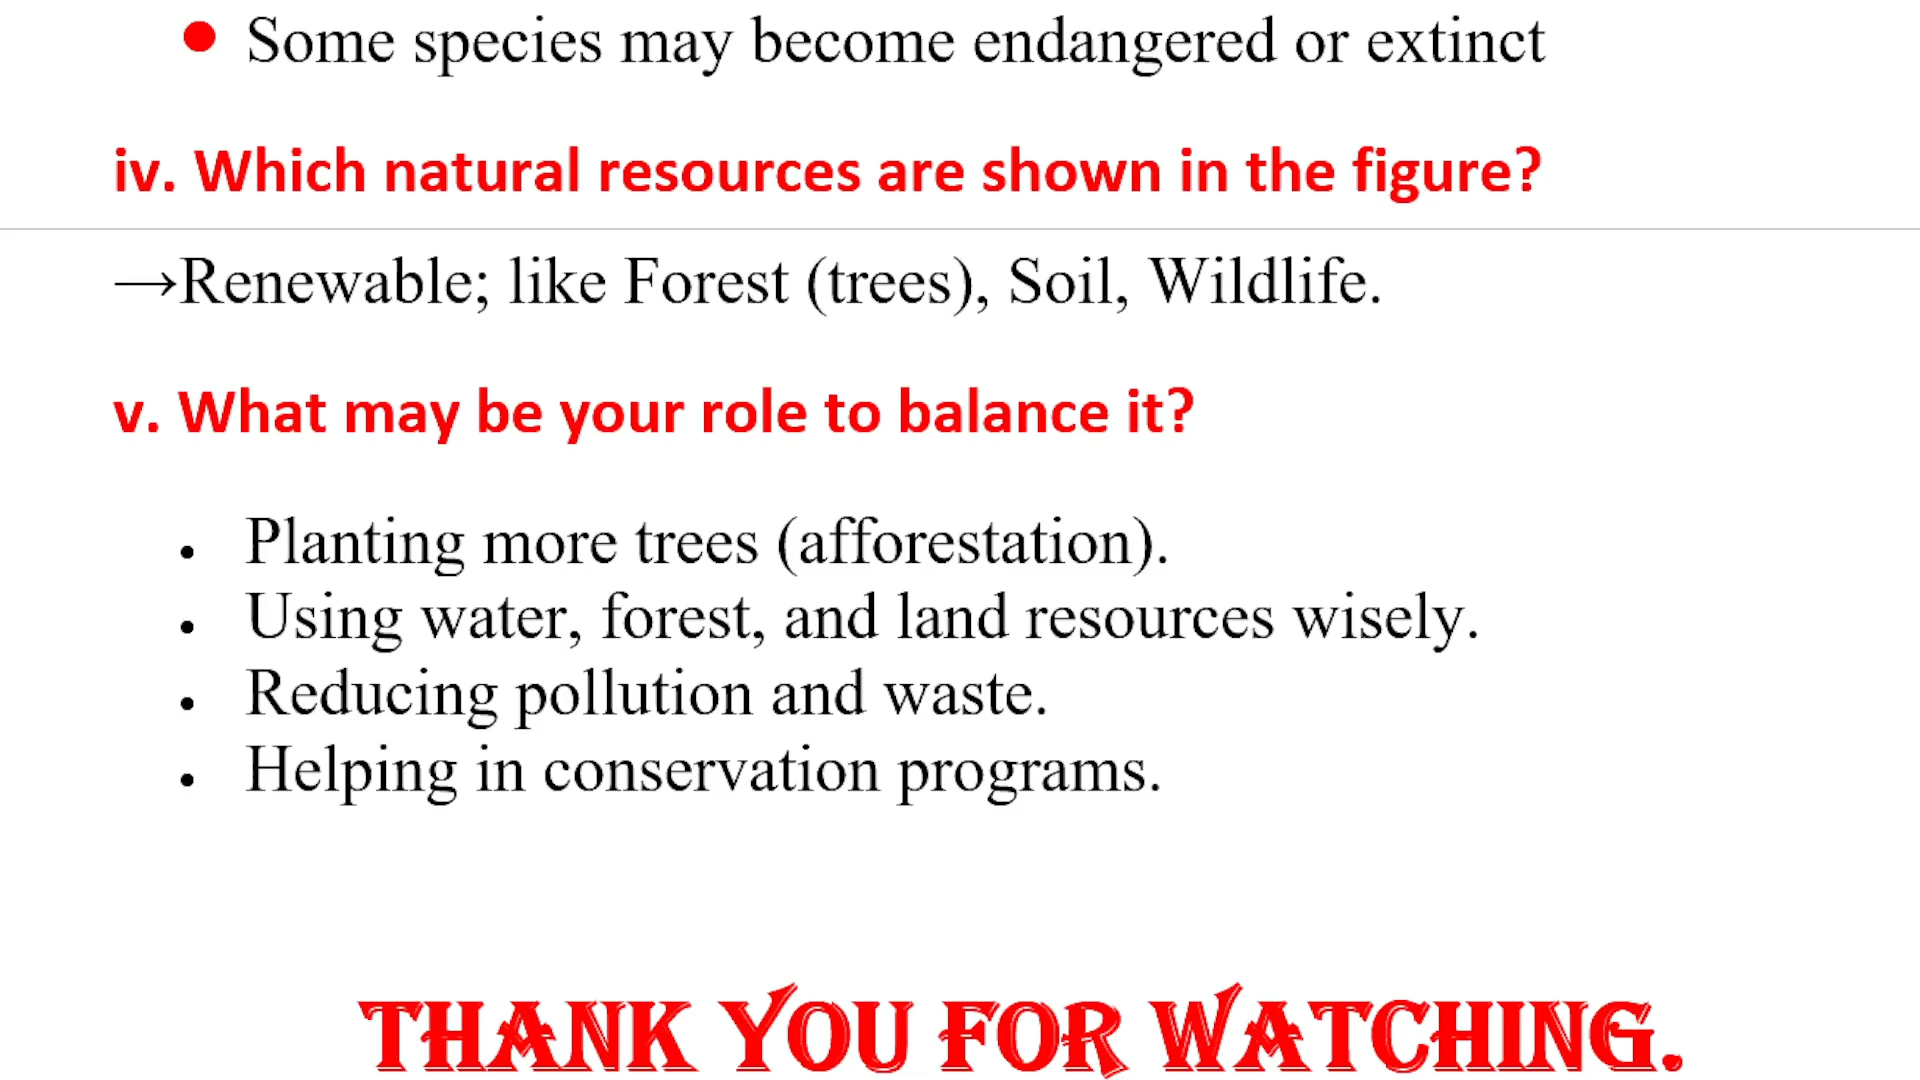 ● Some species may become endangered or extinct
iv. Which natural resources are shown in the figure?
→Renewable; like Forest (trees), Soil, Wildlife.
v. What may be your role to balance it?
• Planting more trees (afforestation).
• Using water, forest, and land resources wisely.
• Reducing pollution and waste.
• Helping in conservation programs.
THANK YOU FOR WATCHING.